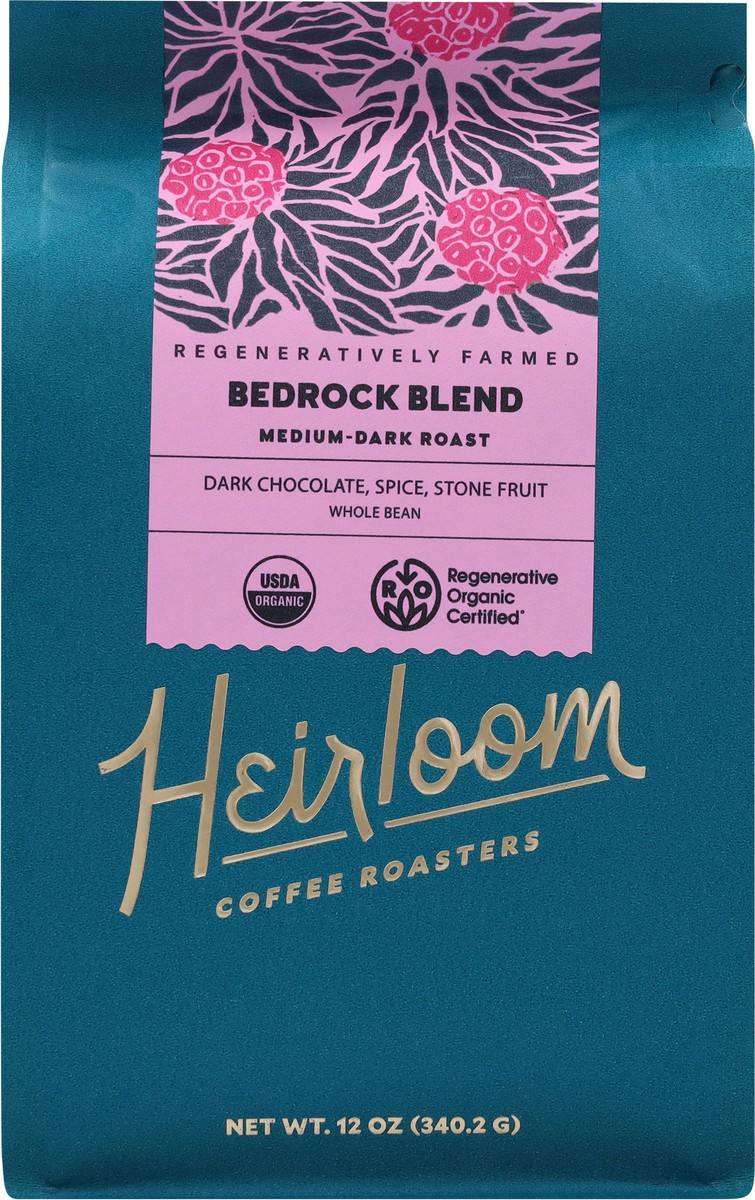 REGENERATIVELY FARMED
BEDROCK BLEND
MEDIUM-DARK ROAST
DARK CHOCOLATE, SPICE, STONE FRUIT
WHOLE BEAN
USDA
ORGANIC
R O
Regenerative
Organic
Certified®
Heirloom
COFFEE ROASTERS
NET WT. 12 OZ (340.2 G)